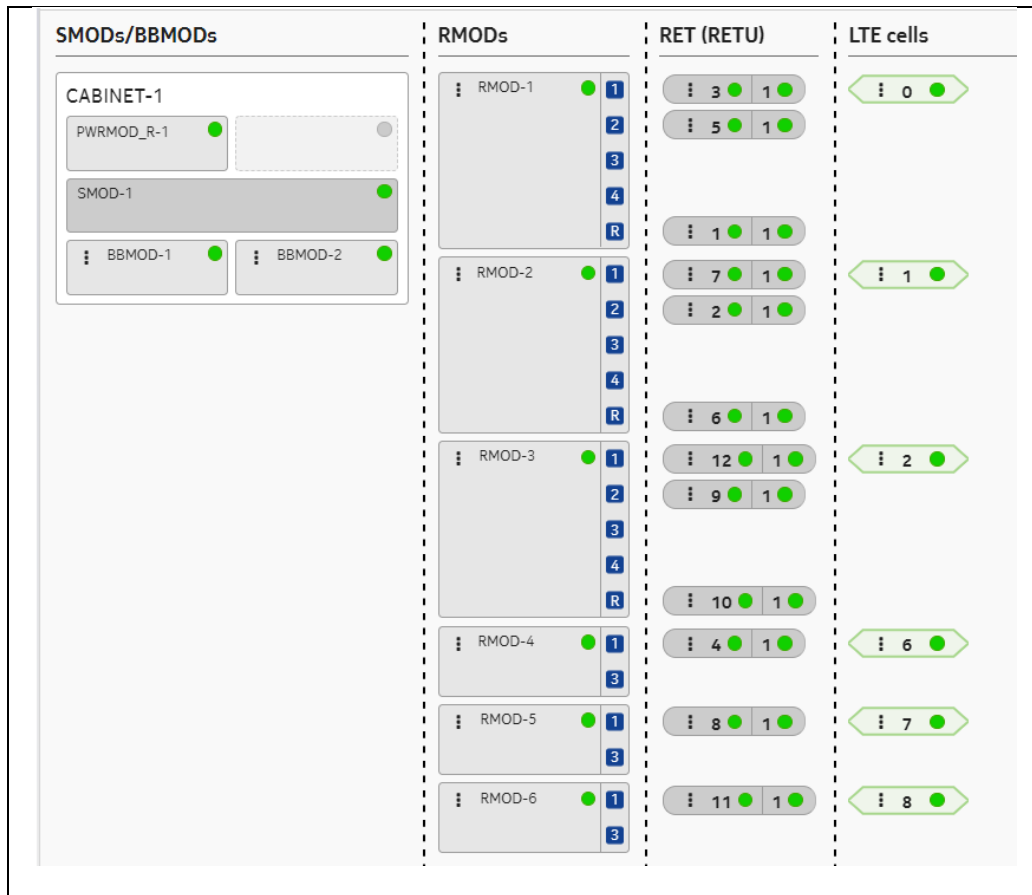 SMODs/BBMODs RMODs RET (RETU) LTE cells
CABINET-1
PWRMOD_R-1
SMOD-1
BBMOD-1 BBMOD-2
RMOD-1 1 3 1 0
2 5 1
3
4
R 1 1
RMOD-2 1 7 1 1
2 2 1
3
4
R 6 1
RMOD-3 1 12 1 2
2 9 1
3
4
R 10 1
RMOD-4 1 4 1 6
3
RMOD-5 1 8 1 7
3
RMOD-6 1 11 1 8
3